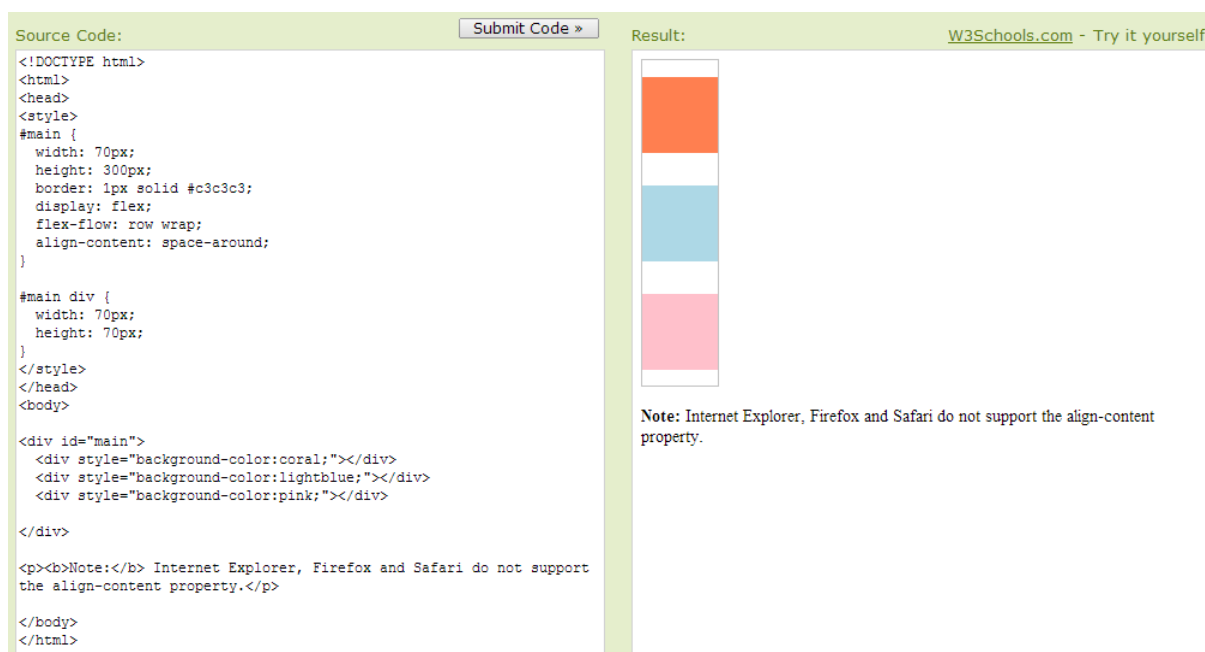 Source Code:
Submit Code »
<!DOCTYPE html>
<html>
<head>
<style>
#main {
  width: 70px;
  height: 300px;
  border: 1px solid #c3c3c3;
  display: flex;
  flex-flow: row wrap;
  align-content: space-around;
}

#main div {
  width: 70px;
  height: 70px;
}
</style>
</head>
<body>

<div id="main">
  <div style="background-color:coral;"></div>
  <div style="background-color:lightblue;"></div>
  <div style="background-color:pink;"></div>

</div>

<p><b>Note:</b> Internet Explorer, Firefox and Safari do not support
the align-content property.</p>

</body>
</html>
Result:
W3Schools.com - Try it yourself
Note: Internet Explorer, Firefox and Safari do not support the align-content
property.